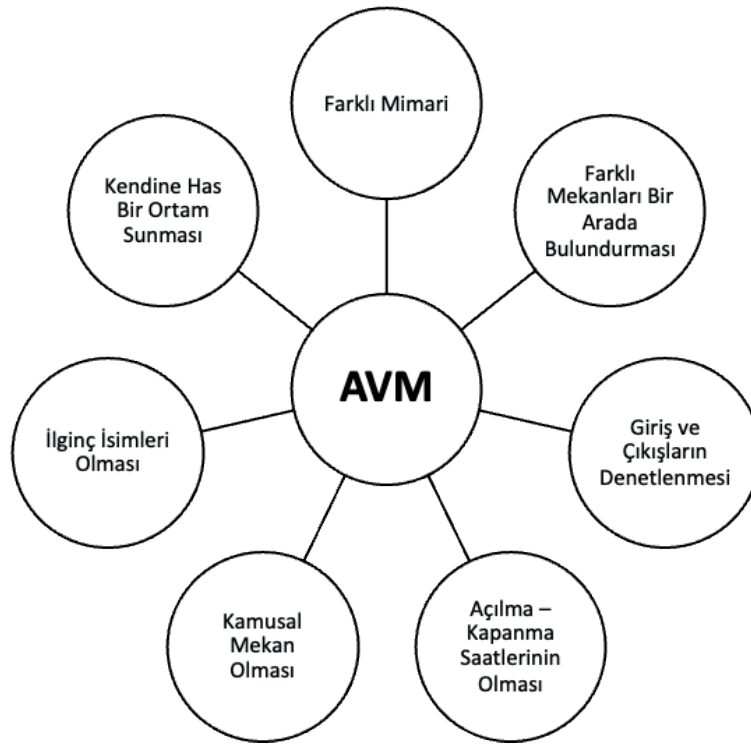 Farklı Mimari
Farklı
Mekanları Bir
Arada
Bulundurması
Giriş ve
Çıkışların
Denetlenmesi
Açılma –
Kapanma
Saatlerinin
Olması
Kamusal
Mekan
Olması
İlginç İsimleri
Olması
Kendine Has
Bir Ortam
Sunması
AVM